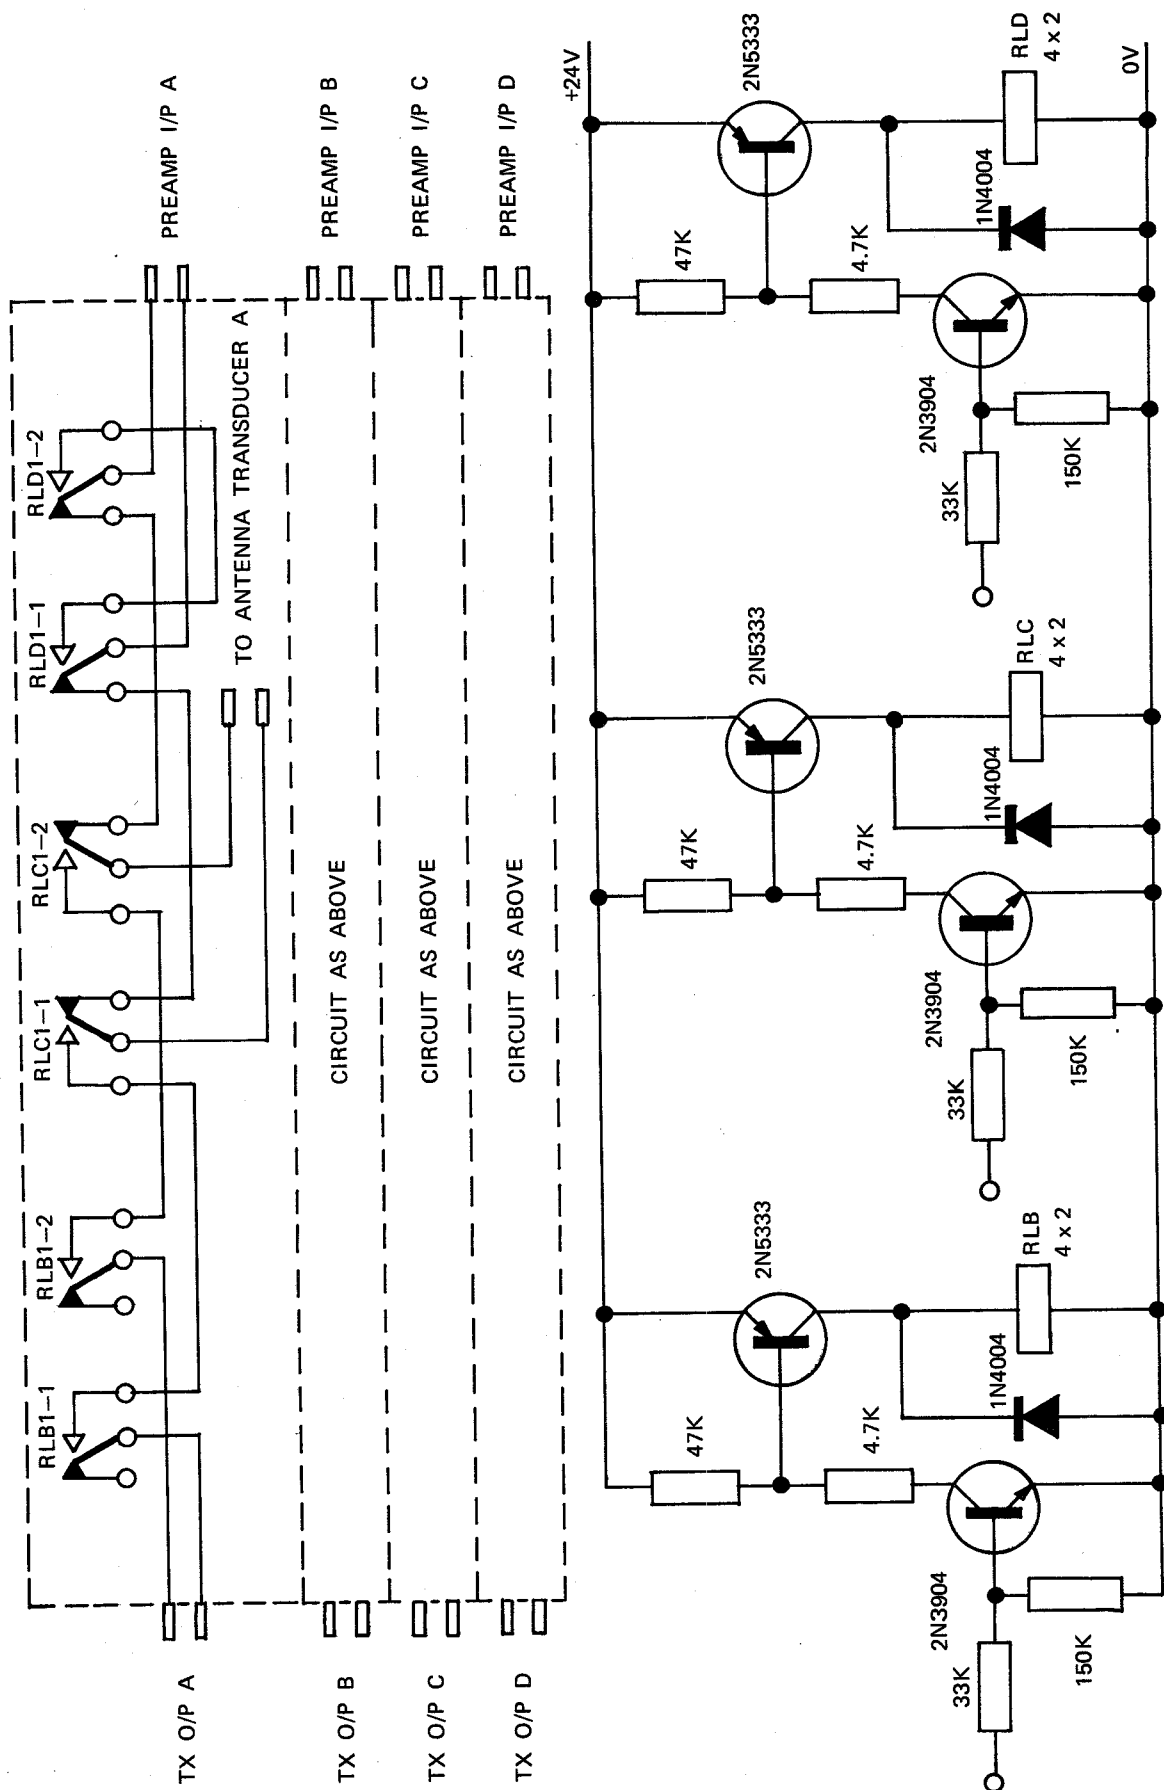 RLB1-1
RLB1-2
RLC1-1
RLC1-2
RLD1-1
RLD1-2
TX O/P A
PREAMP I/P A
TO ANTENNA TRANSDUCER A
TX O/P B
CIRCUIT AS ABOVE
PREAMP I/P B
TX O/P C
CIRCUIT AS ABOVE
PREAMP I/P C
TX O/P D
CIRCUIT AS ABOVE
PREAMP I/P D
+24V
47K
2N5333
47K
2N5333
47K
2N5333
4.7K
4.7K
4.7K
2N3904
1N4004
RLB
4 x 2
2N3904
1N4004
RLC
4 x 2
2N3904
1N4004
RLD
4 x 2
33K
150K
33K
150K
33K
150K
0V